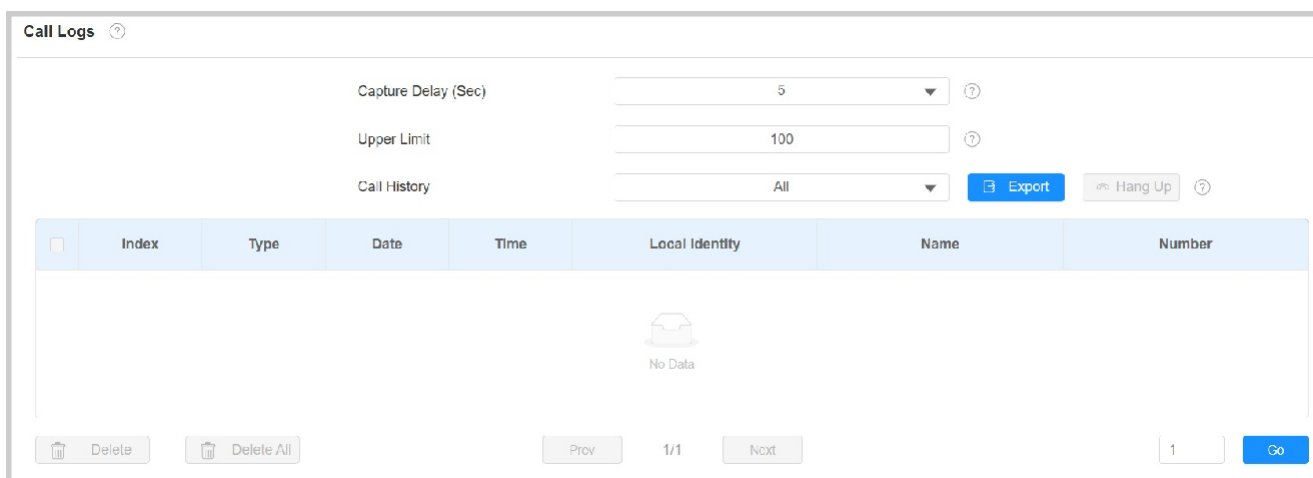 Call Logs ?
Capture Delay (Sec) 5 ?
Upper Limit 100 ?
Call History All Export Hang Up ?
Index Type Date Time Local Identity Name Number
No Data
Delete Delete All Prev 1/1 Next 1 Go